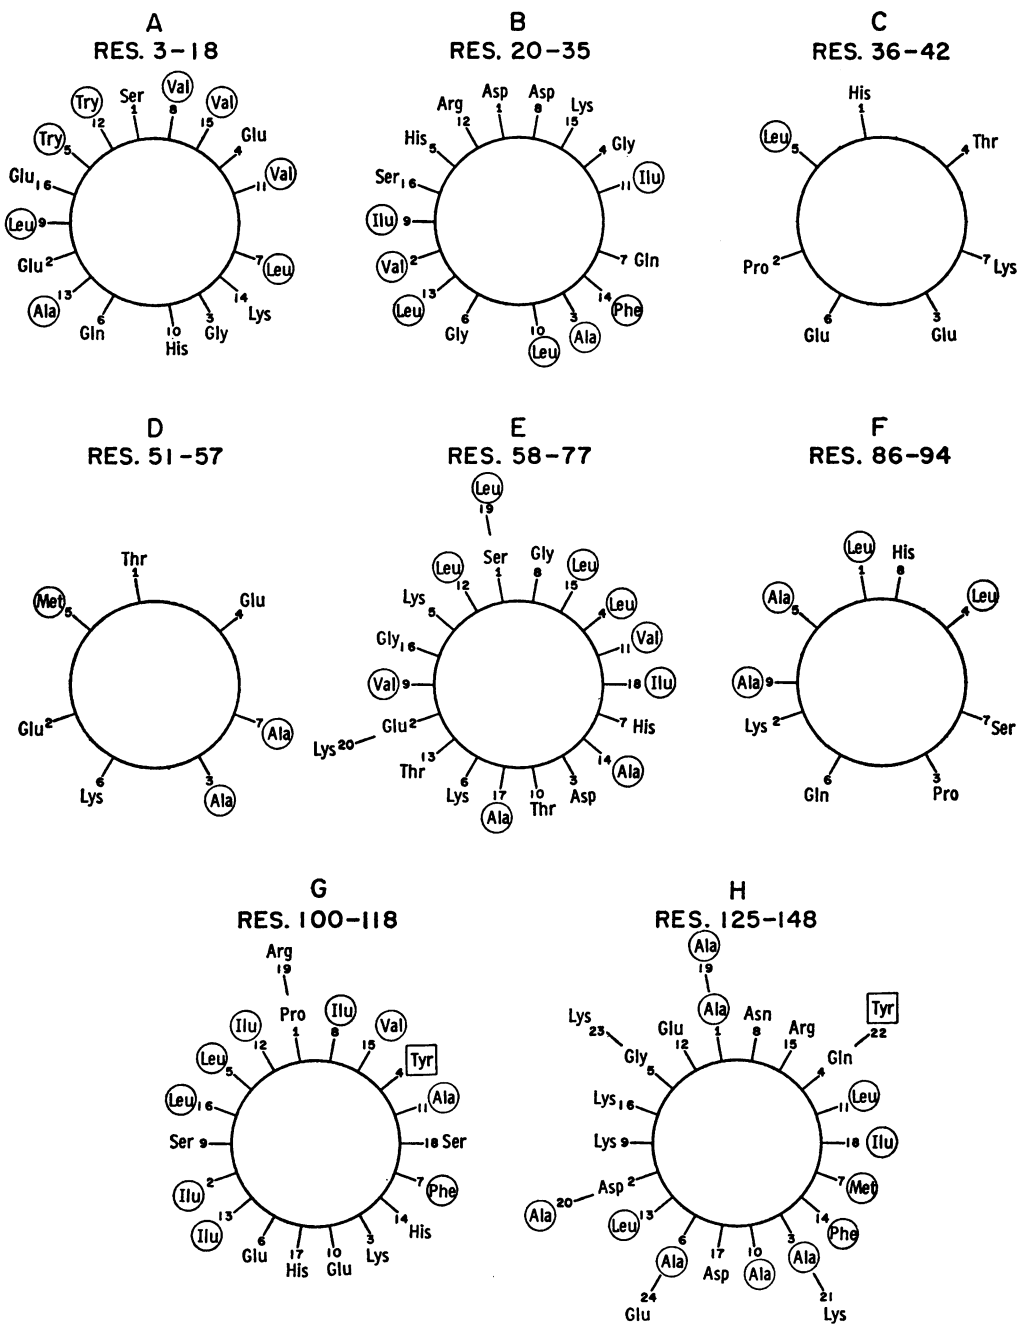 A
RES. 3-18
Ser
1
Val
8
Val
15
Glu
4
Val
11
Leu
7
Lys
14
Gly
3
His
10
Gln
6
Ala
13
Glu 2
Leu 9
Glu 16
Try
5
Try
12
B
RES. 20-35
Asp
1
Asp
8
Lys
15
Gly
4
Ilu
11
7 Gln
Phe
14
Ala
3
Leu
10
Gly
6
Leu
13
Val 2
Ilu 9
Ser 16
His 5
Arg
12
C
RES. 36-42
His
1
Thr
4
Lys
7
Glu
3
Glu
6
Pro 2
Leu
5
D
RES. 51-57
Thr
1
Glu
4
Ala
7
Ala
3
Lys
6
Glu 2
Met
5
E
RES. 58-77
Leu
19
Ser
1
Gly
8
Leu
15
Leu
4
Val
11
18 Ilu
7 His
Ala
14
Asp
3
Thr
10
Ala
17
Lys
6
Thr
13
Glu 2
Lys 20
Val 9
Gly 16
Lys
5
Leu
12
F
RES. 86-94
Leu
1
His
8
Leu
4
Ser
7
Pro
3
Gln
6
Lys 2
Ala 9
Ala
5
G
RES. 100-118
Arg
19
Pro
1
Ilu
8
Val
15
Tyr
4
Ala
11
18 Ser
Phe
7
His
14
Lys
3
Glu
10
His
17
Glu
6
Ilu
13
Ilu
2
Ser 9
Leu
16
Leu
5
Ilu
12
H
RES. 125-148
Ala
19
Ala
1
Asn
8
Arg
15
Gln
4
Tyr
22
Leu
11
18 Ilu
Met
7
Phe
14
Ala
3
Lys
21
Ala
10
Asp
17
Ala
6
Glu
24
Leu
13
Asp 2
Ala 20
Lys 9
Lys 16
Gly
5
Lys
23
Glu
12